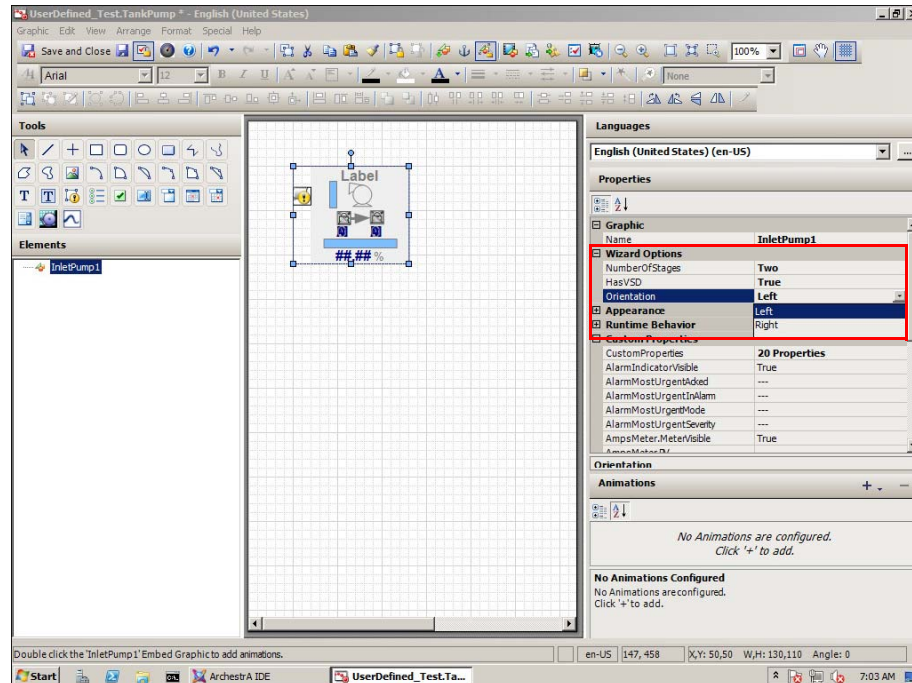 UserDefined_Test.TankPump * - English (United States)
Graphic Edit View Arrange Format Special Help
Save and Close 100%
Arial 12 B I U A A A None
Tools
T T
Elements
InletPump1
Label
##.## %
Languages
English (United States) (en-US) ...
Properties
Graphic
Name InletPump1
Wizard Options
NumberOfStages Two
HasVSD True
Orientation Left
Appearance Left
Runtime Behavior Right
Custom Properties
CustomProperties 20 Properties
AlarmIndicatorVisible True
AlarmMostUrgentAcked ---
AlarmMostUrgentInAlarm ---
AlarmMostUrgentMode ---
AlarmMostUrgentSeverity ---
AmpsMeter.MeterVisible True
AmpsMeter.PV
Orientation
Animations + -
No Animations are configured.
Click '+' to add.
No Animations Configured
No Animations are configured.
Click '+' to add.
Double click the 'InletPump1' Embed Graphic to add animations. en-US 147, 458 X,Y: 50,50 W,H: 130,110 Angle: 0
Start ArchestrA IDE UserDefined_Test.Ta... 7:03 AM